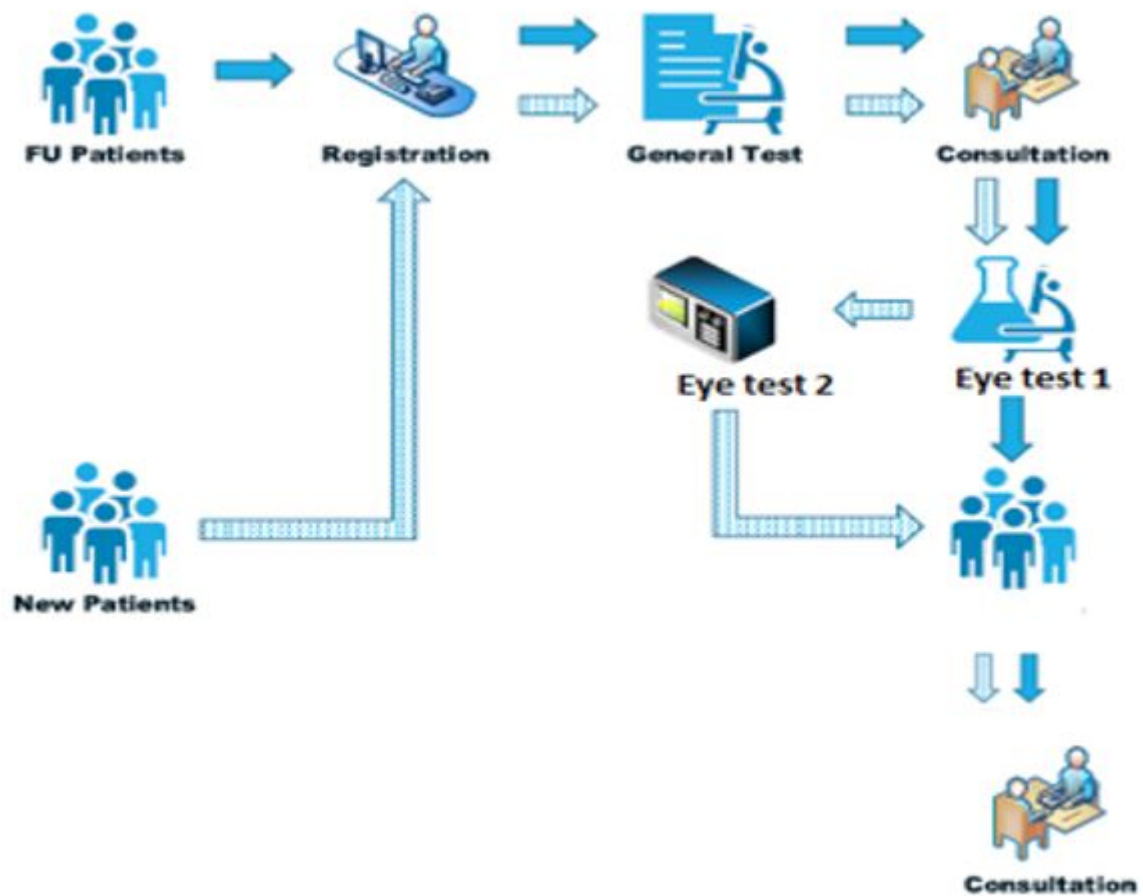 FU Patients
Registration
General Test
Consultation
Eye test 2
Eye test 1
New Patients
Consultation